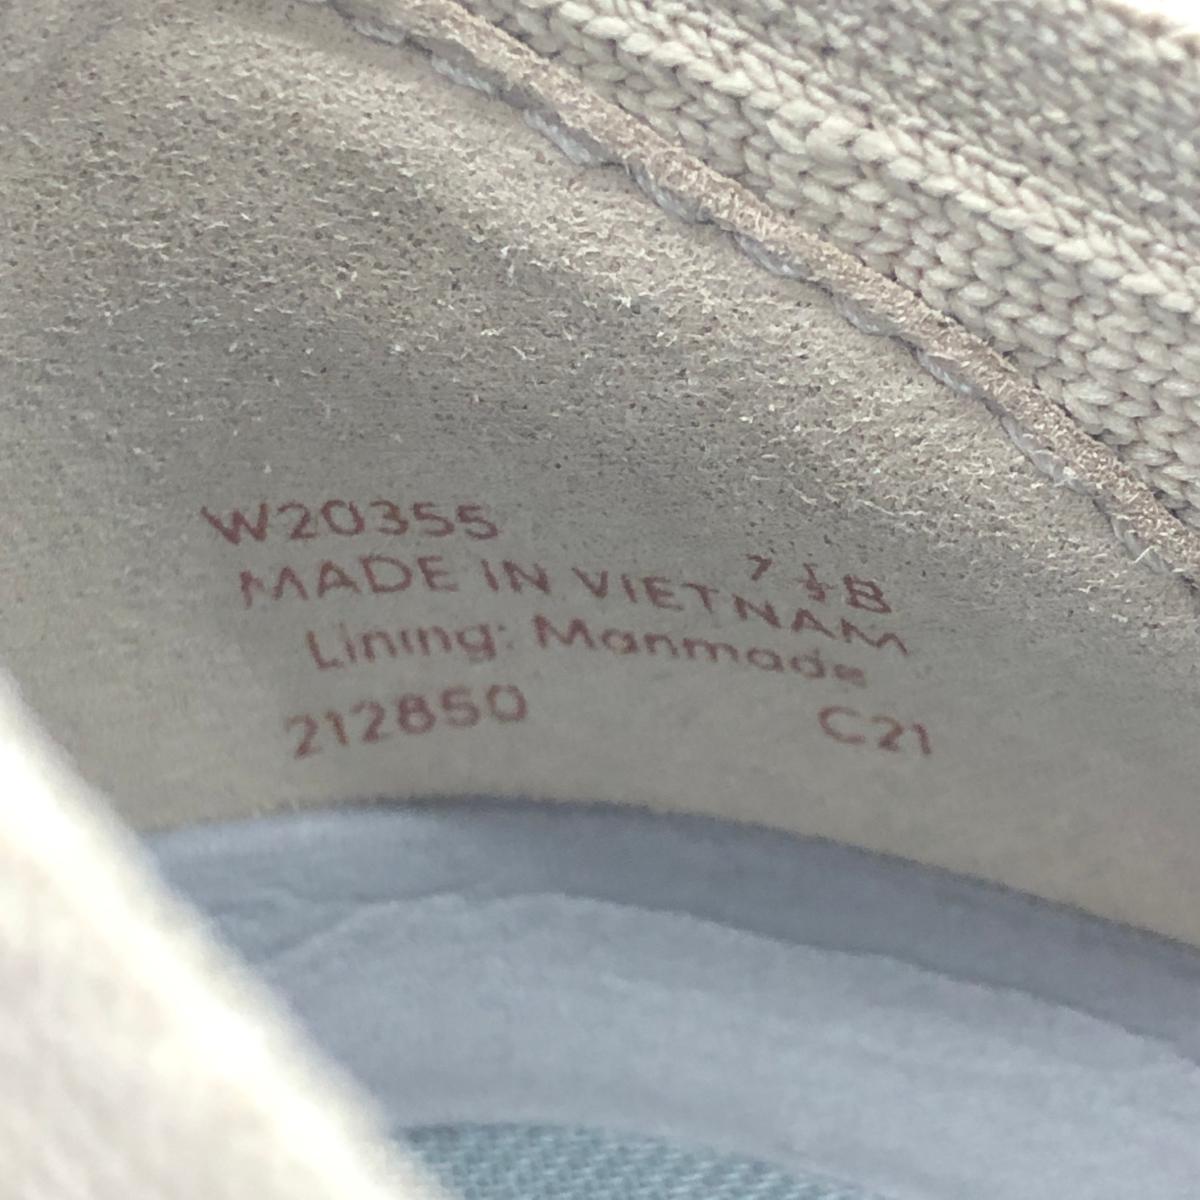 W20355
7 ½ B
MADE IN VIETNAM
Lining: Manmade
212850 C21